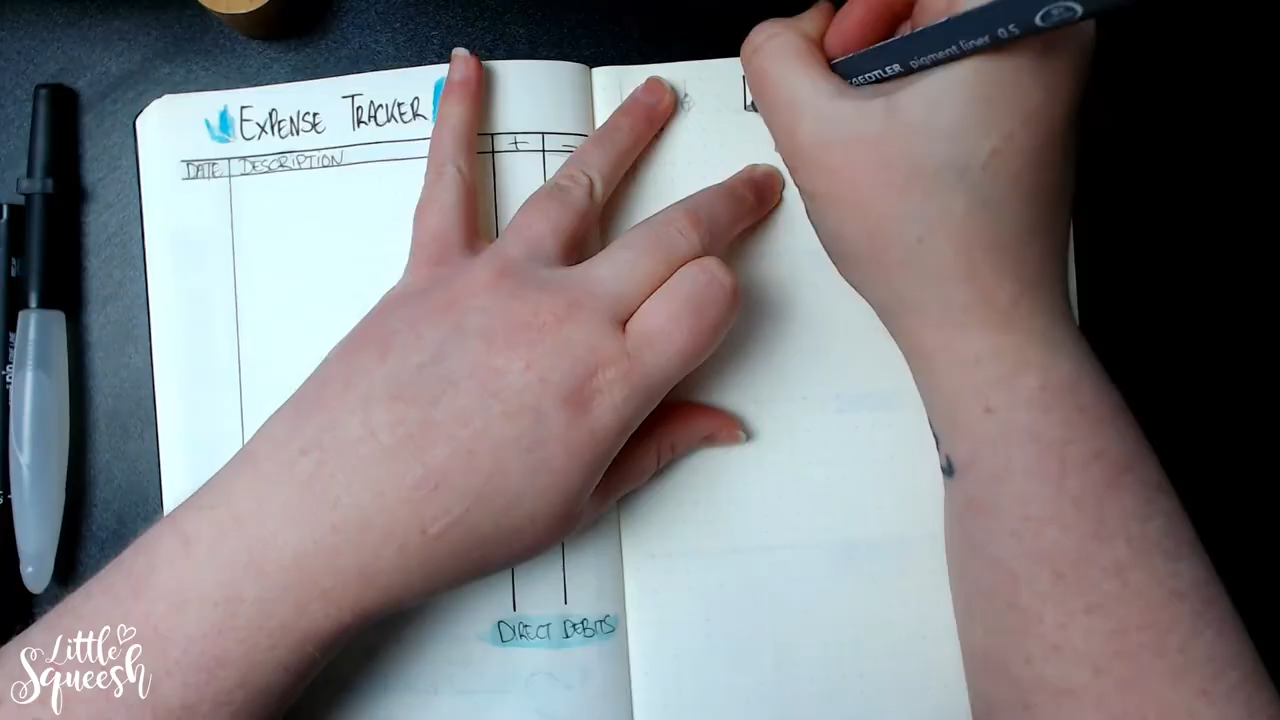 EXPENSE TRACKER
DATE DESCRIPTION + -
DIRECT DEBITS
STAEDTLER pigment liner 0.5
Little
Squeesh